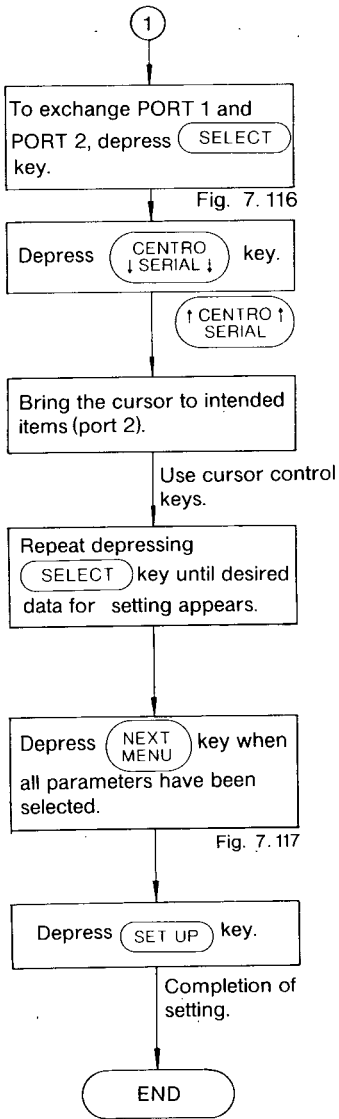 1
To exchange PORT 1 and
PORT 2, depress SELECT
key.
Fig. 7.116
Depress CENTRO ↓ SERIAL ↓ key.
↑ CENTRO ↑
SERIAL
Bring the cursor to intended
items (port 2).
Use cursor control
keys.
Repeat depressing
SELECT key until desired
data for setting appears.
Depress NEXT MENU key when
all parameters have been
selected.
Fig. 7.117
Depress SET UP key.
Completion of
setting.
END